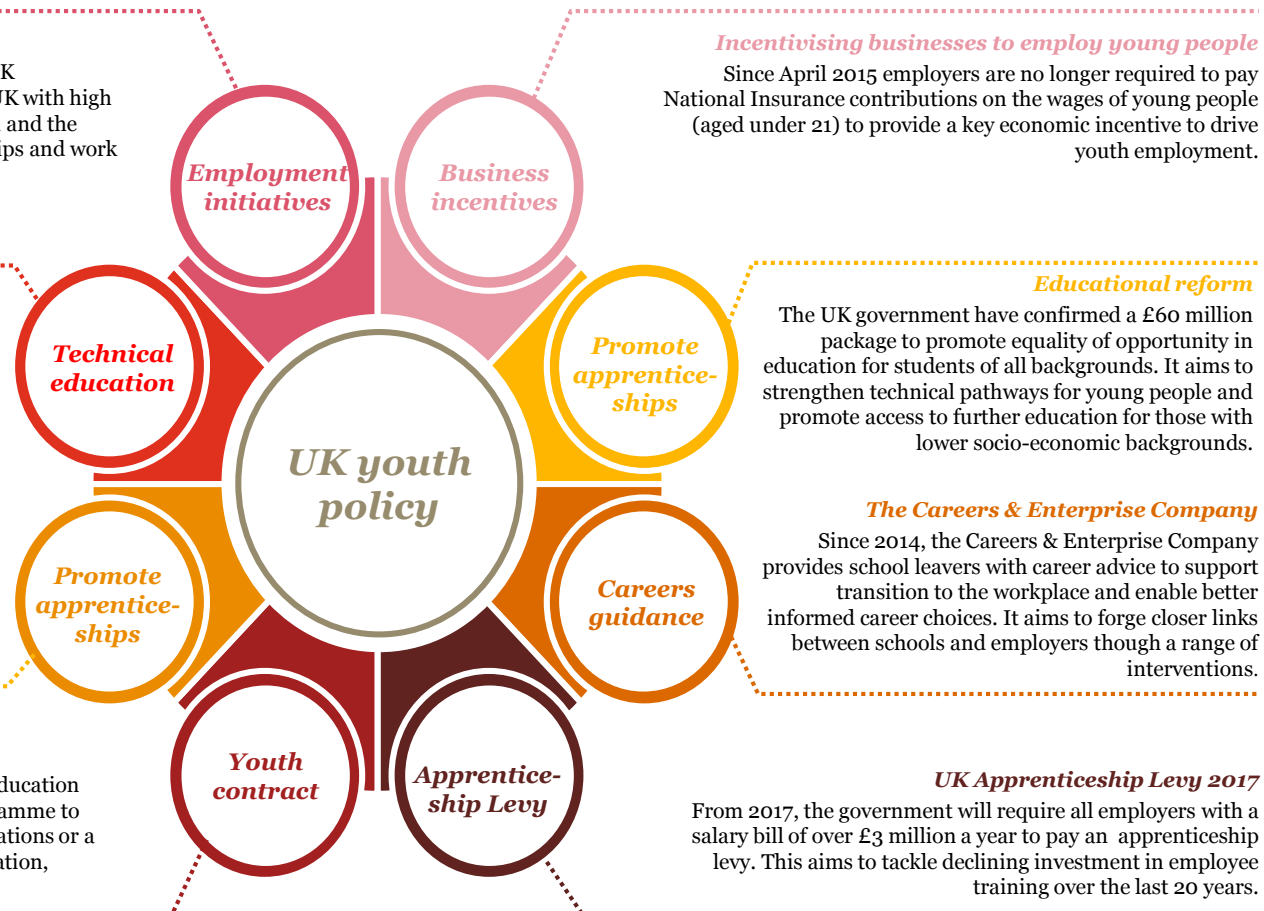 Incentivising businesses to employ young people
Since April 2015 employers are no longer required to pay
National Insurance contributions on the wages of young people
(aged under 21) to provide a key economic incentive to drive
youth employment.
K
UK with high
and the
ips and work
Employment
initiatives
Business
incentives
Educational reform
The UK government have confirmed a £60 million
package to promote equality of opportunity in
education for students of all backgrounds. It aims to
strengthen technical pathways for young people and
promote access to further education for those with
lower socio-economic backgrounds.
Technical
education
Promote
apprentice-
ships
UK youth
policy
The Careers & Enterprise Company
Since 2014, the Careers & Enterprise Company
provides school leavers with career advice to support
transition to the workplace and enable better
informed career choices. It aims to forge closer links
between schools and employers though a range of
interventions.
Promote
apprentice-
ships
Careers
guidance
Youth
contract
Apprentice-
ship Levy
ducation
amme to
ations or a
ation,
UK Apprenticeship Levy 2017
From 2017, the government will require all employers with a
salary bill of over £3 million a year to pay an apprenticeship
levy. This aims to tackle declining investment in employee
training over the last 20 years.